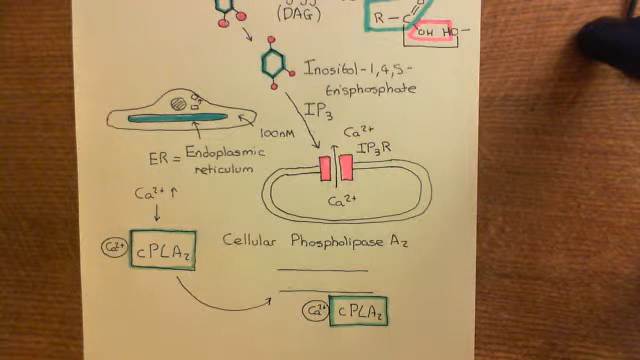 (DAG)
R - C
O
OH HO-
Inositol-1,4,5-
trisphosphate
IP3
Ca2+
IP3R
100nM
ER = Endoplasmic
reticulum
Ca2+
Ca2+ ↑
Ca2+
cPLA2
Cellular Phospholipase A2
Ca2+
cPLA2